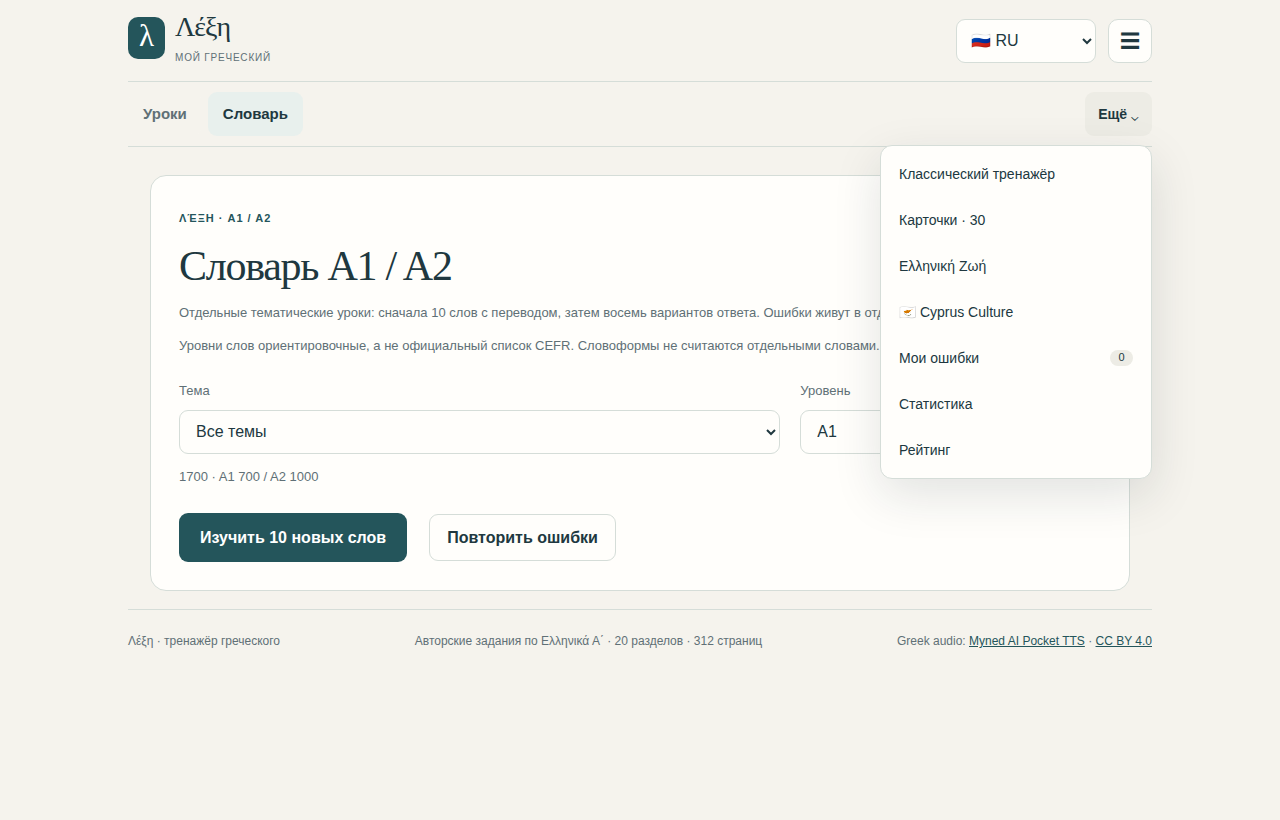 λ
Λέξη
МОЙ ГРЕЧЕСКИЙ
🇷🇺 RU
Уроки
Словарь
Ещё
Классический тренажёр
Карточки · 30
Ελληνική Ζωή
🇨🇾 Cyprus Culture
Мои ошибки
0
Статистика
Рейтинг
ΛΈΞΗ · A1 / A2
Словарь A1 / A2
Отдельные тематические уроки: сначала 10 слов с переводом, затем восемь вариантов ответа. Ошибки живут в
Уровни слов ориентировочные, а не официальный список CEFR. Словоформы не считаются отдельными словами.
Тема
Уровень
Все темы
A1
1700 · A1 700 / A2 1000
Изучить 10 новых слов
Повторить ошибки
Λέξη · тренажёр греческого
Авторские задания по Ελληνικά Α΄ · 20 разделов · 312 страниц
Greek audio: Myned AI Pocket TTS · CC BY 4.0